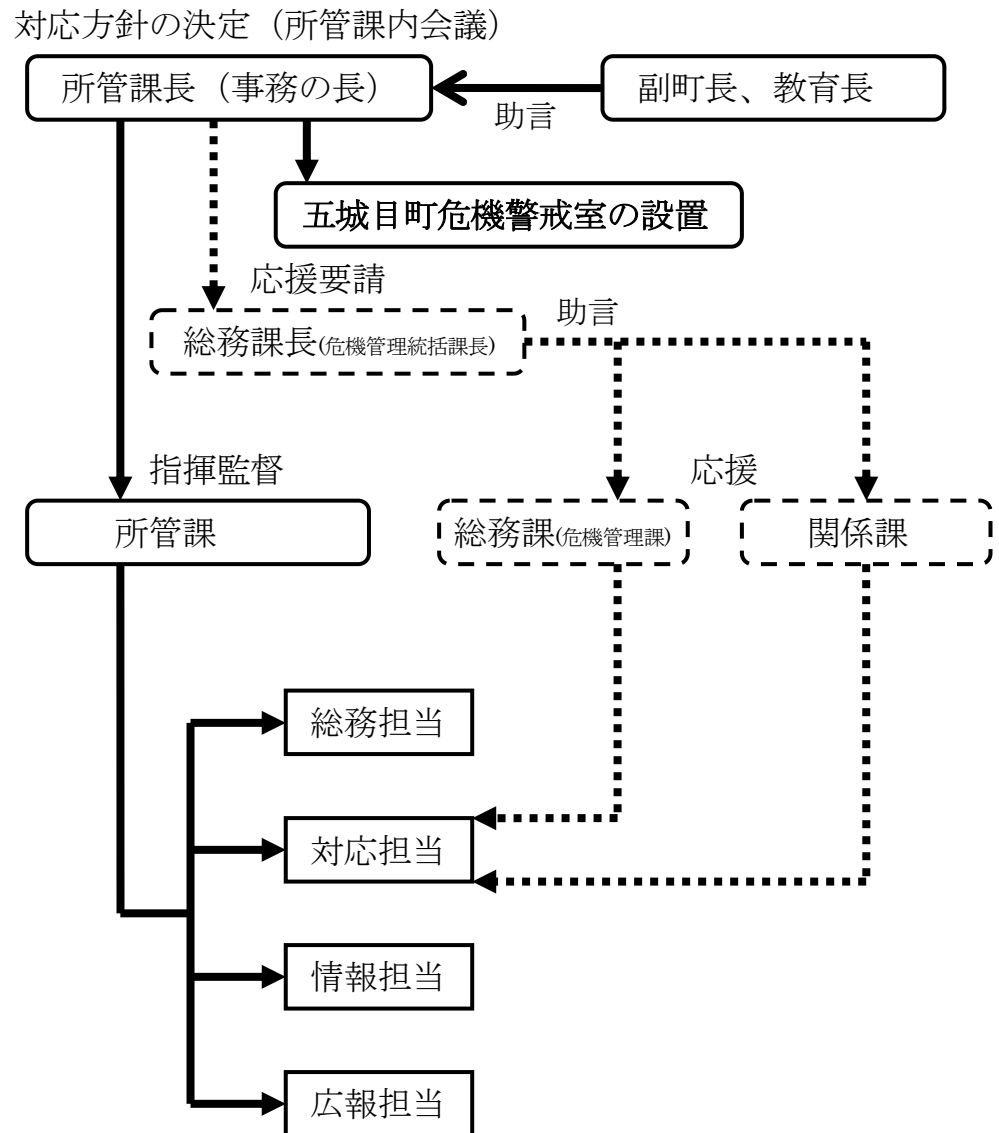 対応方針の決定（所管課内会議）
所管課長（事務の長）
副町長、教育長
助言
五城目町危機警戒室の設置
応援要請
助言
総務課長(危機管理統括課長)
指揮監督
応援
所管課
総務課(危機管理課)
関係課
総務担当
対応担当
情報担当
広報担当